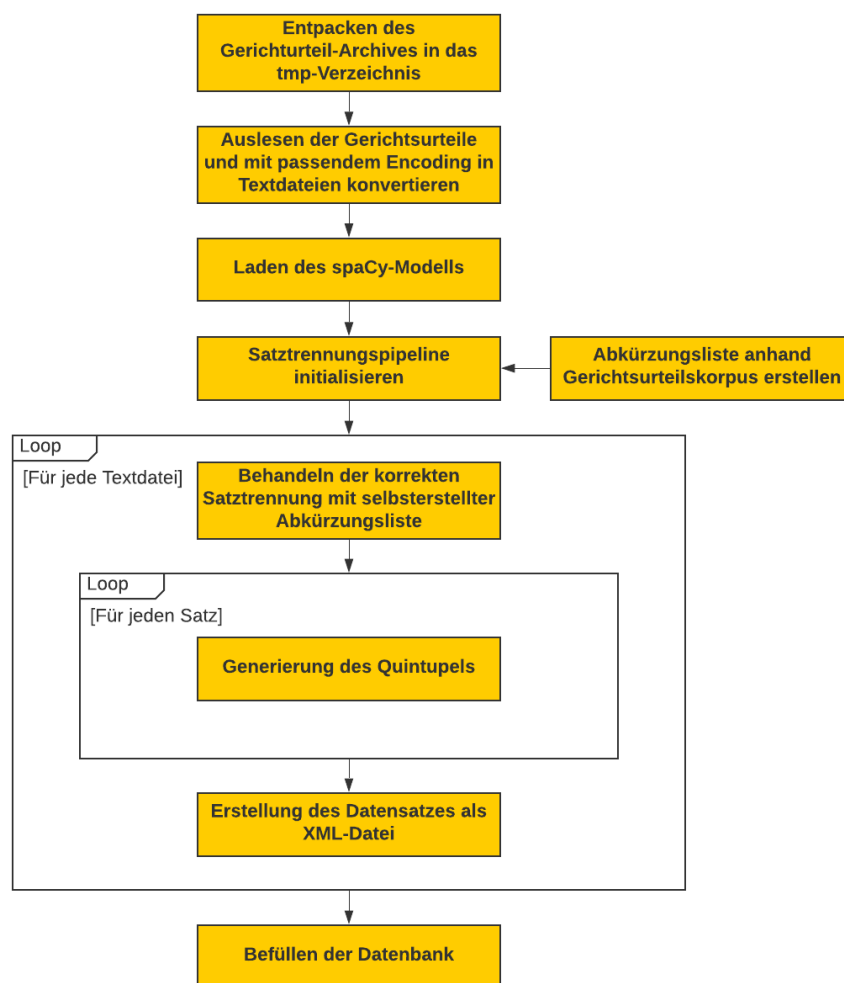 Entpacken des
Gerichturteil-Archives in das
tmp-Verzeichnis
Auslesen der Gerichtsurteile
und mit passendem Encoding in
Textdateien konvertieren
Laden des spaCy-Modells
Satztrennungspipeline
initialisieren
Abkürzungsliste anhand
Gerichtsurteilskorpus erstellen
Loop
[Für jede Textdatei]
Behandeln der korrekten
Satztrennung mit selbsterstellter
Abkürzungsliste
Loop
[Für jeden Satz]
Generierung des Quintupels
Erstellung des Datensatzes als
XML-Datei
Befüllen der Datenbank